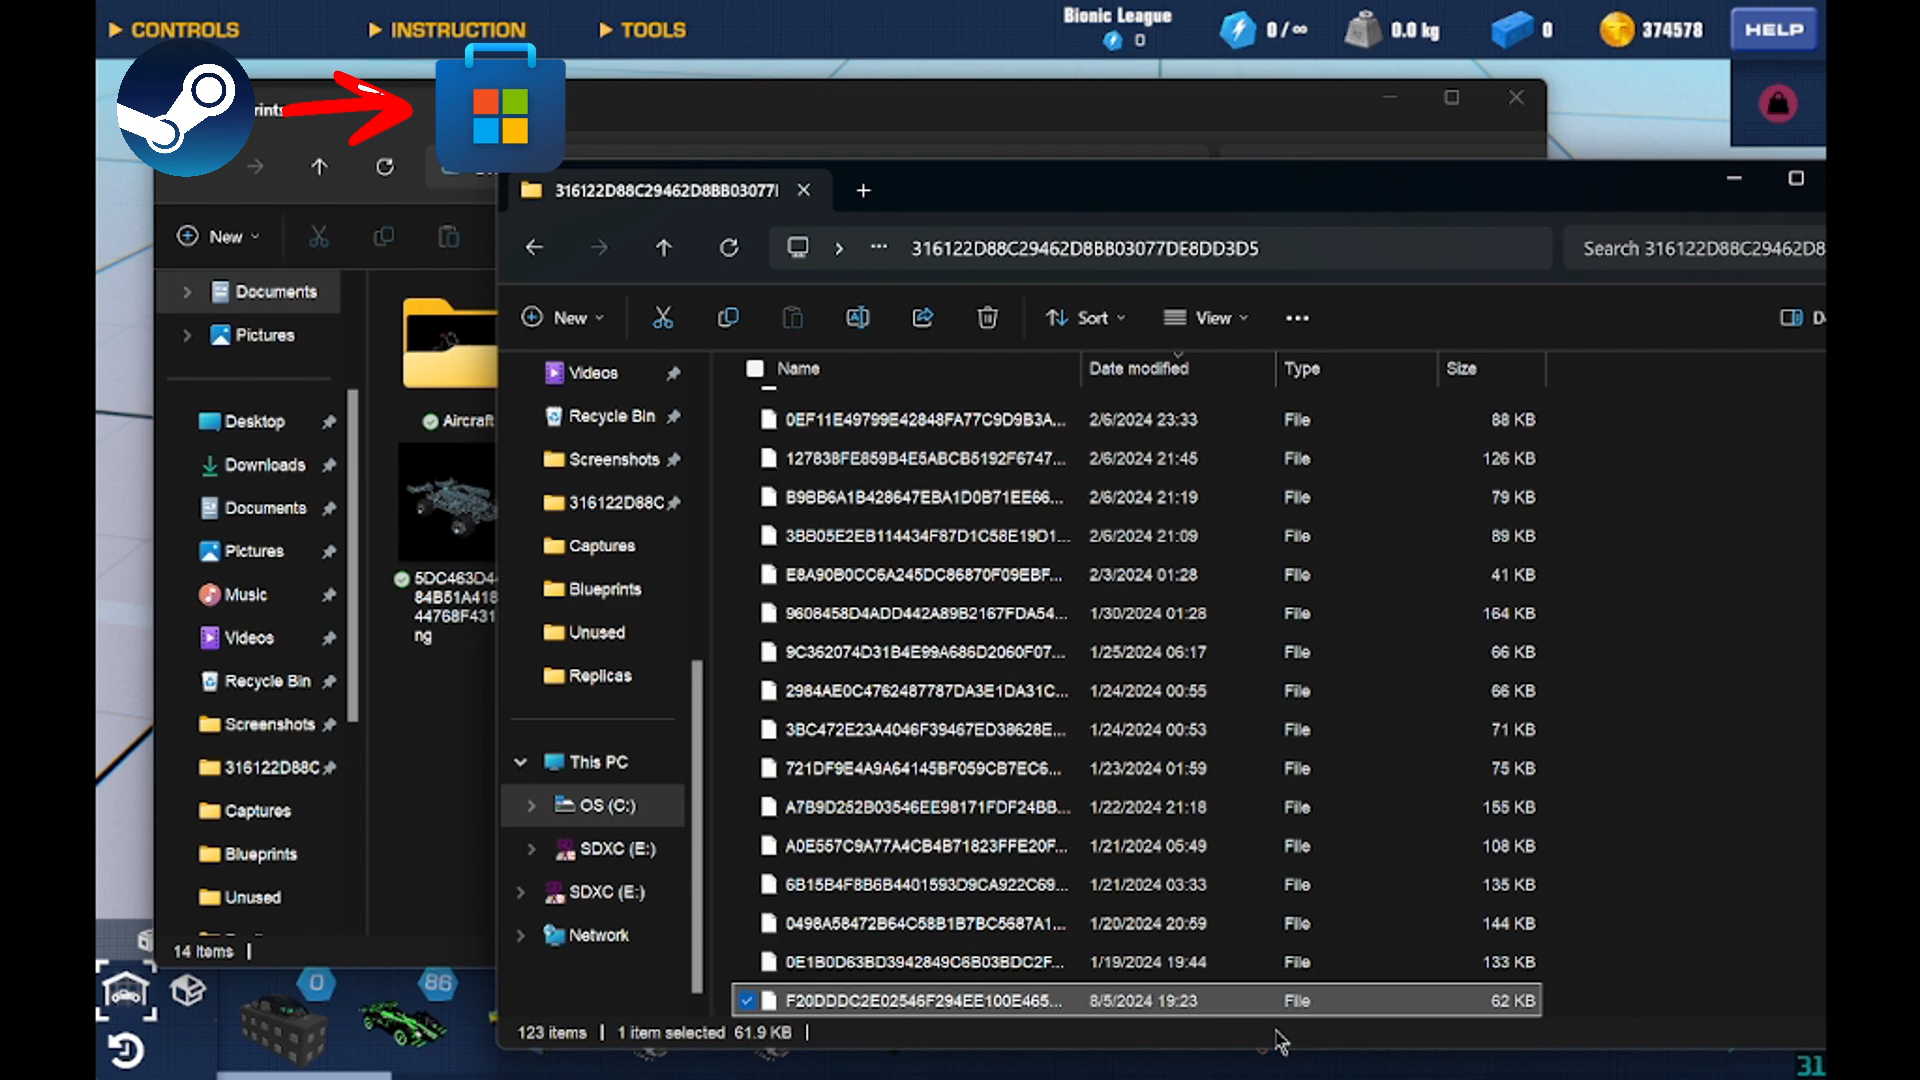 CONTROLS
INSTRUCTION
TOOLS
Bionic League
0
0 / ∞
0.0 kg
0
374578
HELP
rints
New
Documents
Pictures
Desktop
Downloads
Documents
Pictures
Music
Videos
Recycle Bin
Screenshots
316122D88C
Captures
Blueprints
Unused
14 items
Aircraft
5DC463D4
84B51A418
44768F431
ng
316122D88C29462D8BB03077I
316122D88C29462D8BB03077DE8DD3D5
Search 316122D88C29462D8
New
Sort
View
D
Videos
Recycle Bin
Screenshots
316122D88C
Captures
Blueprints
Unused
Replicas
This PC
OS (C:)
SDXC (E:)
SDXC (E:)
Network
Name Date modified Type Size
0EF11E49799E42848FA77C9D9B3A... 2/6/2024 23:33 File 88 KB
127838FE859B4E5ABCB5192F6747... 2/6/2024 21:45 File 126 KB
B9BB6A1B428647EBA1D0B71EE66... 2/6/2024 21:19 File 79 KB
3BB05E2EB114434F87D1C58E19D1... 2/6/2024 21:09 File 89 KB
E8A90B0CC6A245DC86870F09EBF... 2/3/2024 01:28 File 41 KB
9608458D4ADD442A89B2167FDA54... 1/30/2024 01:28 File 164 KB
9C362074D31B4E99A686D2060F07... 1/25/2024 06:17 File 66 KB
2984AE0C4762487787DA3E1DA31C... 1/24/2024 00:55 File 66 KB
3BC472E23A4046F39467ED38628E... 1/24/2024 00:53 File 71 KB
721DF9E4A9A64145BF059CB7EC6... 1/23/2024 01:59 File 75 KB
A7B9D252B03546EE98171FDF24BB... 1/22/2024 21:18 File 155 KB
A0E557C9A77A4CB4B71823FFE20F... 1/21/2024 05:49 File 108 KB
6B15B4F8B6B4401593D9CA922C69... 1/21/2024 03:33 File 135 KB
0498A58472B64C58B1B7BC5687A1... 1/20/2024 20:59 File 144 KB
0E1B0D63BD3942849C6B03BDC2F... 1/19/2024 19:44 File 133 KB
F20DDDC2E02546F294EE100E465... 8/5/2024 19:23 File 62 KB
123 items 1 item selected 61.9 KB
0
86
31